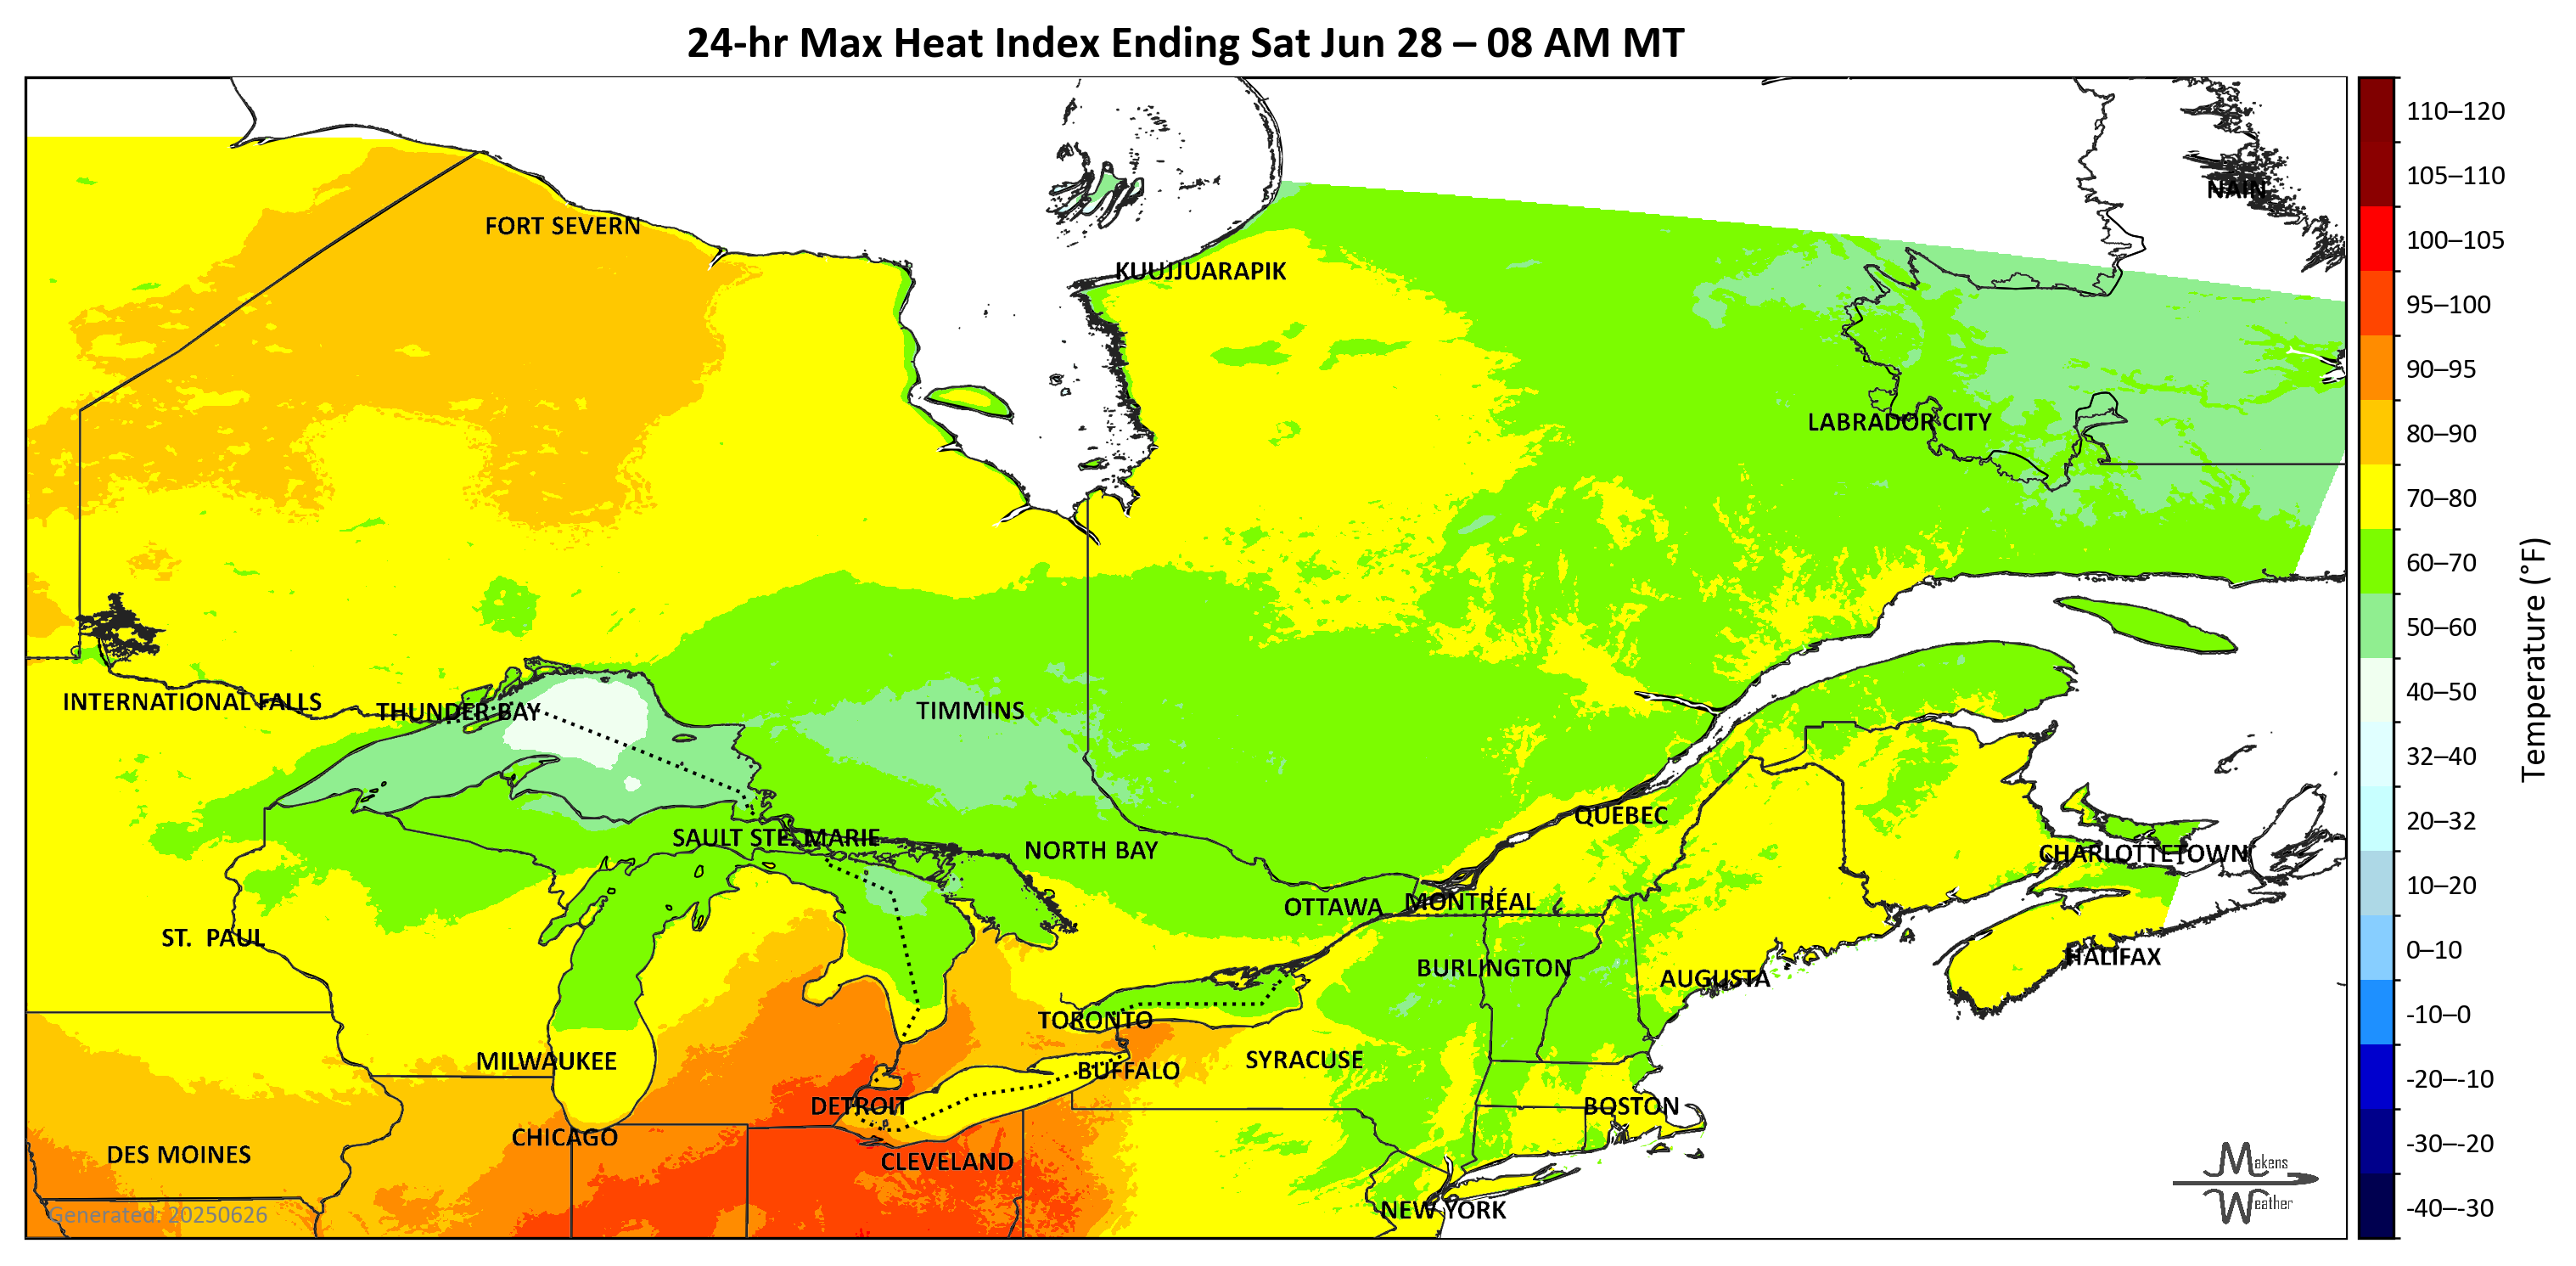 24-hr Max Heat Index Ending Sat Jun 28 – 08 AM MT
NAIN
FORT SEVERN
KUUJJUARAPIK
LABRADOR CITY
INTERNATIONAL FALLS
THUNDER BAY
TIMMINS
SAULT STE. MARIE
NORTH BAY
QUÉBEC
CHARLOTTETOWN
OTTAWA
MONTRÉAL
ST. PAUL
BURLINGTON
AUGUSTA
HALIFAX
TORONTO
MILWAUKEE
BUFFALO
SYRACUSE
DETROIT
BOSTON
CHICAGO
DES MOINES
CLEVELAND
NEW YORK
Generated: 20250626
Makens
Weather
110–120
105–110
100–105
95–100
90–95
80–90
70–80
60–70
50–60
40–50
32–40
20–32
10–20
0–10
-10–0
-20–-10
-30–-20
-40–-30
Temperature (°F)